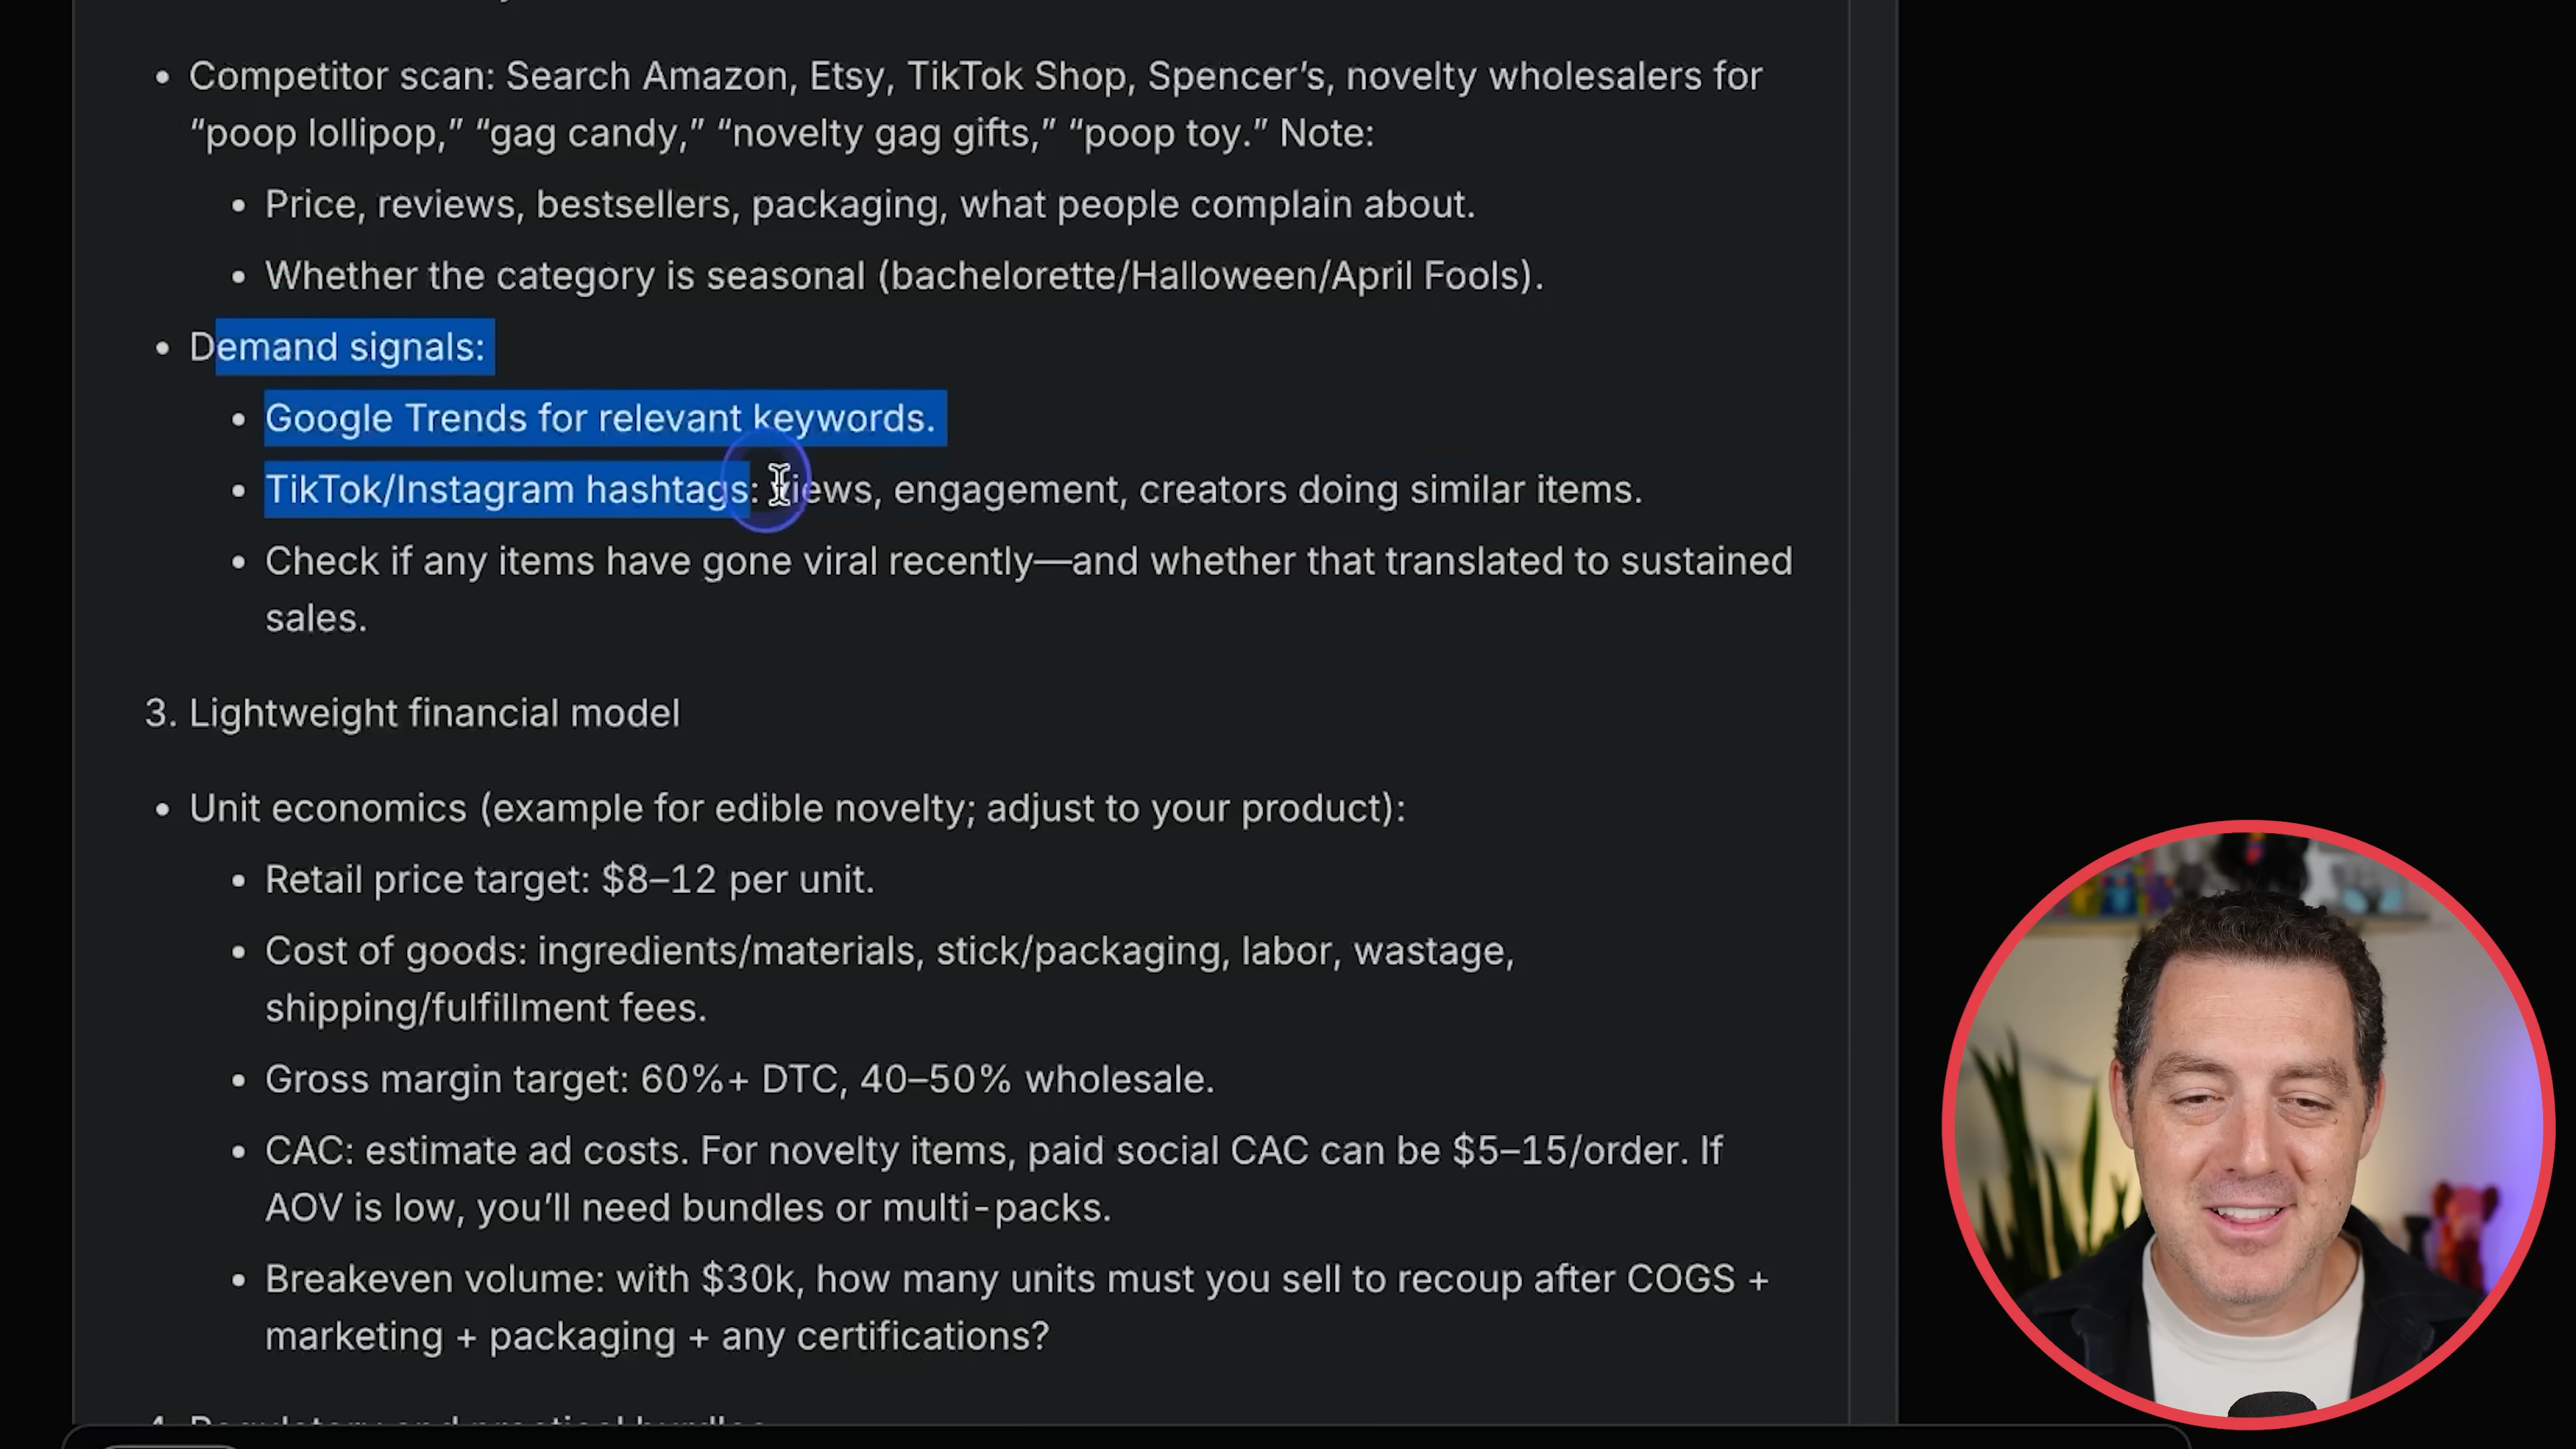 • Competitor scan: Search Amazon, Etsy, TikTok Shop, Spencer’s, novelty wholesalers for
“poop lollipop,” “gag candy,” “novelty gag gifts,” “poop toy.” Note:
• Price, reviews, bestsellers, packaging, what people complain about.
• Whether the category is seasonal (bachelorette/Halloween/April Fools).
• Demand signals:
• Google Trends for relevant keywords.
• TikTok/Instagram hashtags: views, engagement, creators doing similar items.
• Check if any items have gone viral recently—and whether that translated to sustained
sales.
3. Lightweight financial model
• Unit economics (example for edible novelty; adjust to your product):
• Retail price target: $8–12 per unit.
• Cost of goods: ingredients/materials, stick/packaging, labor, wastage,
shipping/fulfillment fees.
• Gross margin target: 60%+ DTC, 40–50% wholesale.
• CAC: estimate ad costs. For novelty items, paid social CAC can be $5–15/order. If
AOV is low, you’ll need bundles or multi-packs.
• Breakeven volume: with $30k, how many units must you sell to recoup after COGS +
marketing + packaging + any certifications?
4. Regulatory and practical hurdles